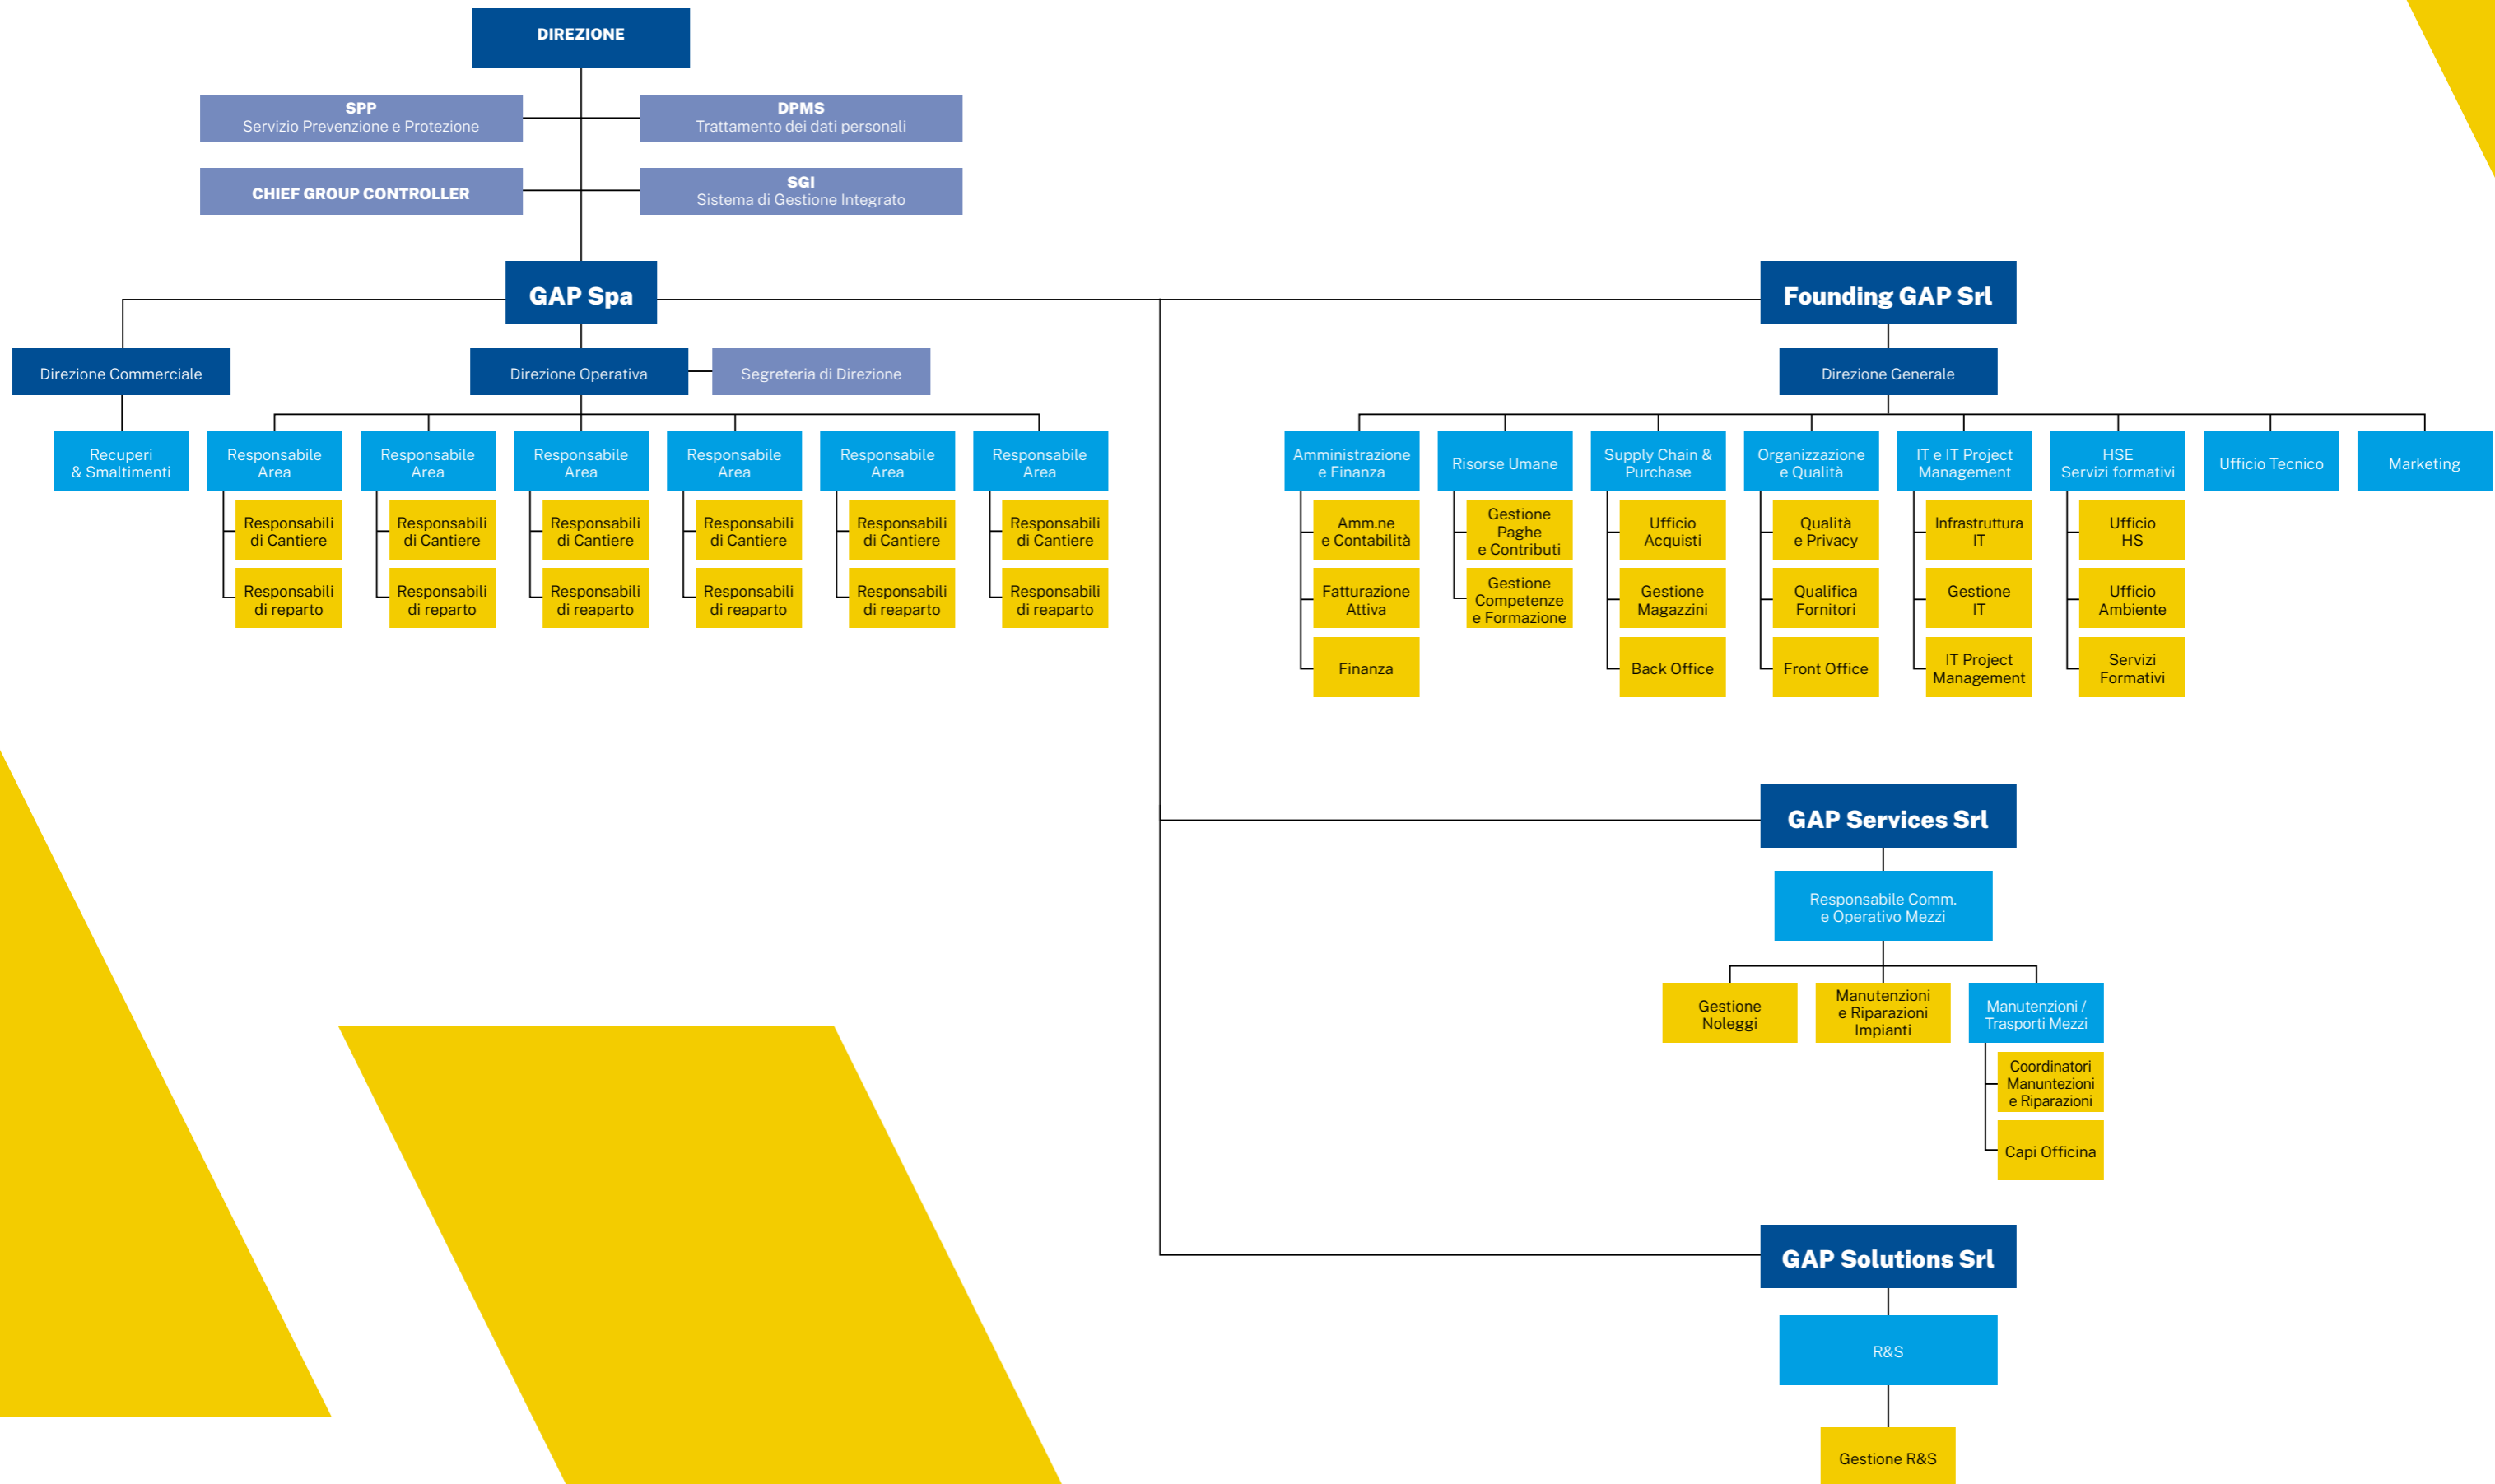 DIREZIONE
SPP
Servizio Prevenzione e Protezione
DPMS
Trattamento dei dati personali
CHIEF GROUP CONTROLLER
SGI
Sistema di Gestione Integrato
GAP Spa
Founding GAP Srl
Direzione Commerciale
Direzione Operativa
Segreteria di Direzione
Direzione Generale
Recuperi
& Smaltimenti
Responsabile
Area
Responsabile
Area
Responsabile
Area
Responsabile
Area
Responsabile
Area
Responsabile
Area
Amministrazione
e Finanza
Risorse Umane
Supply Chain &
Purchase
Organizzazione
e Qualità
IT e IT Project
Management
HSE
Servizi formativi
Ufficio Tecnico
Marketing
Responsabili
di Cantiere
Responsabili
di Cantiere
Responsabili
di Cantiere
Responsabili
di Cantiere
Responsabili
di Cantiere
Responsabili
di Cantiere
Amm.ne
e Contabilità
Gestione
Paghe
e Contributi
Ufficio
Acquisti
Qualità
e Privacy
Infrastruttura
IT
Ufficio
HS
Responsabili
di reparto
Responsabili
di reparto
Responsabili
di reaparto
Responsabili
di reaparto
Responsabili
di reaparto
Responsabili
di reaparto
Fatturazione
Attiva
Gestione
Competenze
e Formazione
Gestione
Magazzini
Qualifica
Fornitori
Gestione
IT
Ufficio
Ambiente
Finanza
Back Office
Front Office
IT Project
Management
Servizi
Formativi
GAP Services Srl
Responsabile Comm.
e Operativo Mezzi
Gestione
Noleggi
Manutenzioni
e Riparazioni
Impianti
Manutenzioni /
Trasporti Mezzi
Coordinatori
Manuntezioni
e Riparazioni
Capi Officina
GAP Solutions Srl
R&S
Gestione R&S